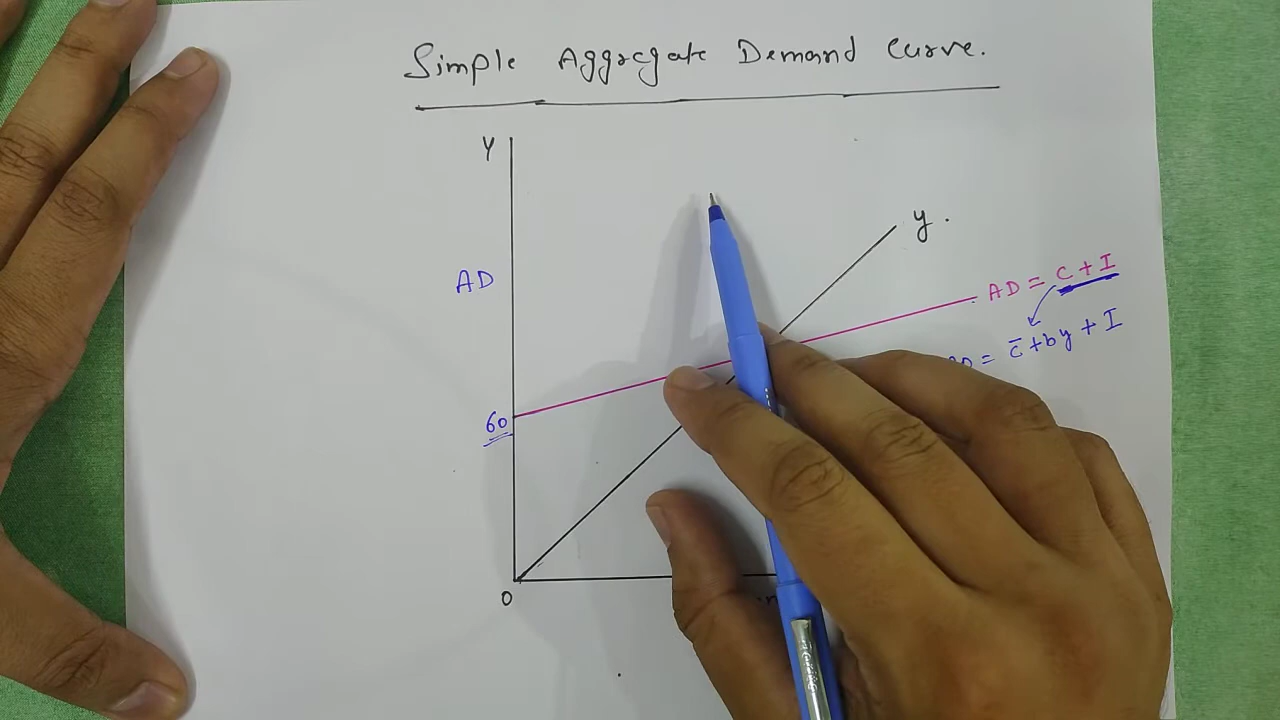 Simple Aggregate Demand Curve.
Y
y.
AD
AD = C + I
= c̄ + by + I
60
0